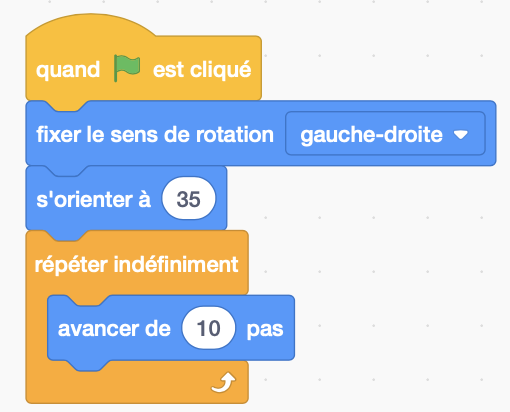 quand est cliqué
fixer le sens de rotation gauche-droite
s'orienter à 35
répéter indéfiniment
avancer de 10 pas